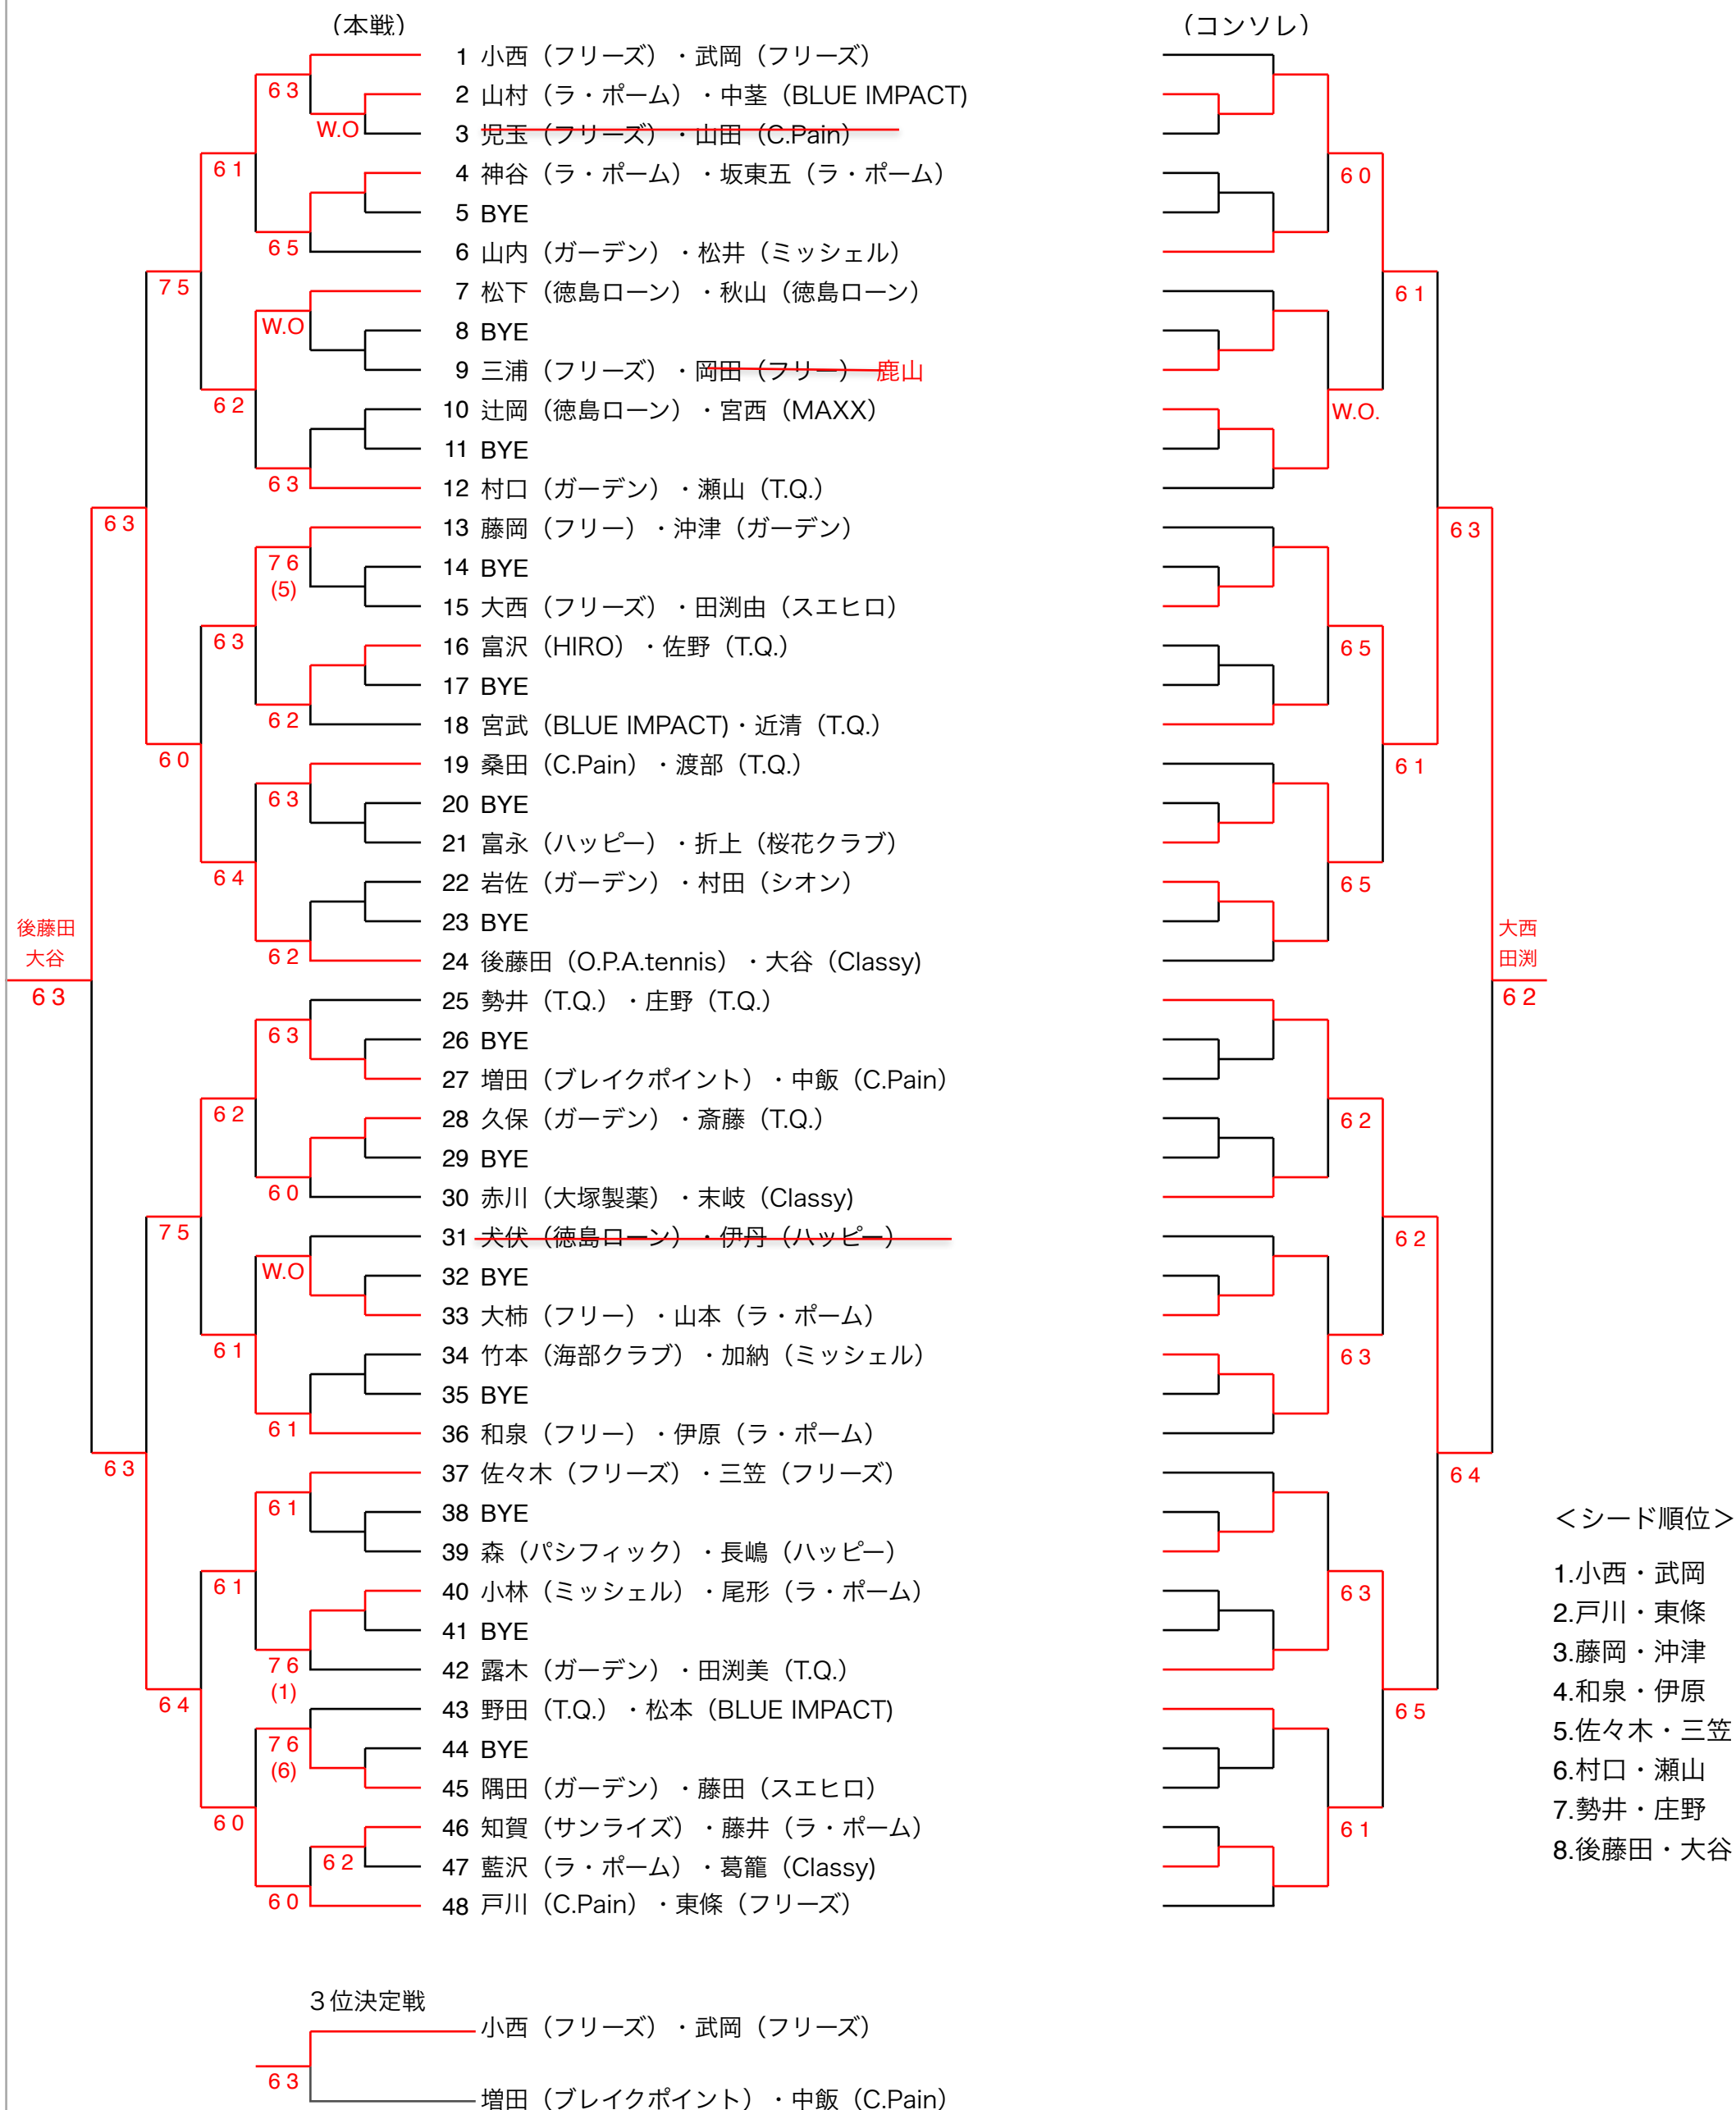 （本戦）
（コンソレ）
1 小西（フリーズ）・武岡（フリーズ）
6 3
2 山村（ラ・ポーム）・中茎（BLUE IMPACT)
W.O
3 児玉（フリーズ）・山田（C.Pain）
6 1
4 神谷（ラ・ポーム）・坂東五（ラ・ポーム）
6 0
5 BYE
6 5
6 山内（ガーデン）・松井（ミッシェル）
7 5
7 松下（徳島ローン）・秋山（徳島ローン）
6 1
W.O
8 BYE
9 三浦（フリーズ）・岡田（フリー） 鹿山
6 2
10 辻岡（徳島ローン）・宮西（MAXX）
W.O.
11 BYE
6 3
12 村口（ガーデン）・瀬山（T.Q.）
6 3
13 藤岡（フリー）・沖津（ガーデン）
6 3
7 6
(5)
14 BYE
15 大西（フリーズ）・田渕由（スエヒロ）
6 3
16 富沢（HIRO）・佐野（T.Q.）
6 5
17 BYE
6 2
18 宮武（BLUE IMPACT)・近清（T.Q.）
6 0
19 桑田（C.Pain）・渡部（T.Q.）
6 1
6 3
20 BYE
21 富永（ハッピー）・折上（桜花クラブ）
6 4
22 岩佐（ガーデン）・村田（シオン）
6 5
23 BYE
後藤田
大谷
6 3
6 2
24 後藤田（O.P.A.tennis）・大谷（Classy)
大西
田渕
6 2
25 勢井（T.Q.）・庄野（T.Q.）
6 3
26 BYE
27 増田（ブレイクポイント）・中飯（C.Pain）
6 2
28 久保（ガーデン）・斎藤（T.Q.）
6 2
29 BYE
6 0
30 赤川（大塚製薬）・末岐（Classy)
7 5
31 犬伏（徳島ローン）・伊丹（ハッピー）
6 2
W.O
32 BYE
33 大柿（フリー）・山本（ラ・ポーム）
6 1
34 竹本（海部クラブ）・加納（ミッシェル）
6 3
35 BYE
6 1
36 和泉（フリー）・伊原（ラ・ポーム）
6 3
37 佐々木（フリーズ）・三笠（フリーズ）
6 4
6 1
38 BYE
39 森（パシフィック）・長嶋（ハッピー）
6 1
40 小林（ミッシェル）・尾形（ラ・ポーム）
6 3
41 BYE
7 6
(1)
42 露木（ガーデン）・田渕美（T.Q.）
6 4
43 野田（T.Q.）・松本（BLUE IMPACT)
6 5
7 6
(6)
44 BYE
45 隅田（ガーデン）・藤田（スエヒロ）
6 0
46 知賀（サンライズ）・藤井（ラ・ポーム）
6 1
6 2
47 藍沢（ラ・ポーム）・葛籠（Classy)
6 0
48 戸川（C.Pain）・東條（フリーズ）
＜シード順位＞
1.小西・武岡
2.戸川・東條
3.藤岡・沖津
4.和泉・伊原
5.佐々木・三笠
6.村口・瀬山
7.勢井・庄野
8.後藤田・大谷
３位決定戦
小西（フリーズ）・武岡（フリーズ）
6 3
増田（ブレイクポイント）・中飯（C.Pain）